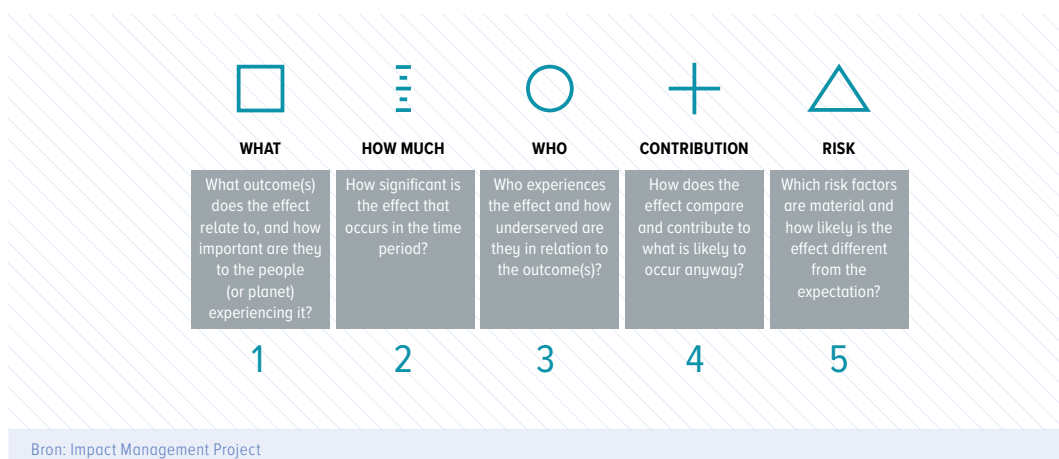 WHAT
HOW MUCH
WHO
CONTRIBUTION
RISK
What outcome(s)
does the effect
relate to, and how
important are they
to the people
(or planet)
experiencing it?
How significant is
the effect that
occurs in the time
period?
Who experiences
the effect and how
underserved are
they in relation to
the outcome(s)?
How does the
effect compare
and contribute to
what is likely to
occur anyway?
Which risk factors
are material and
how likely is the
effect different
from the
expectation?
1
2
3
4
5
Bron: Impact Management Project